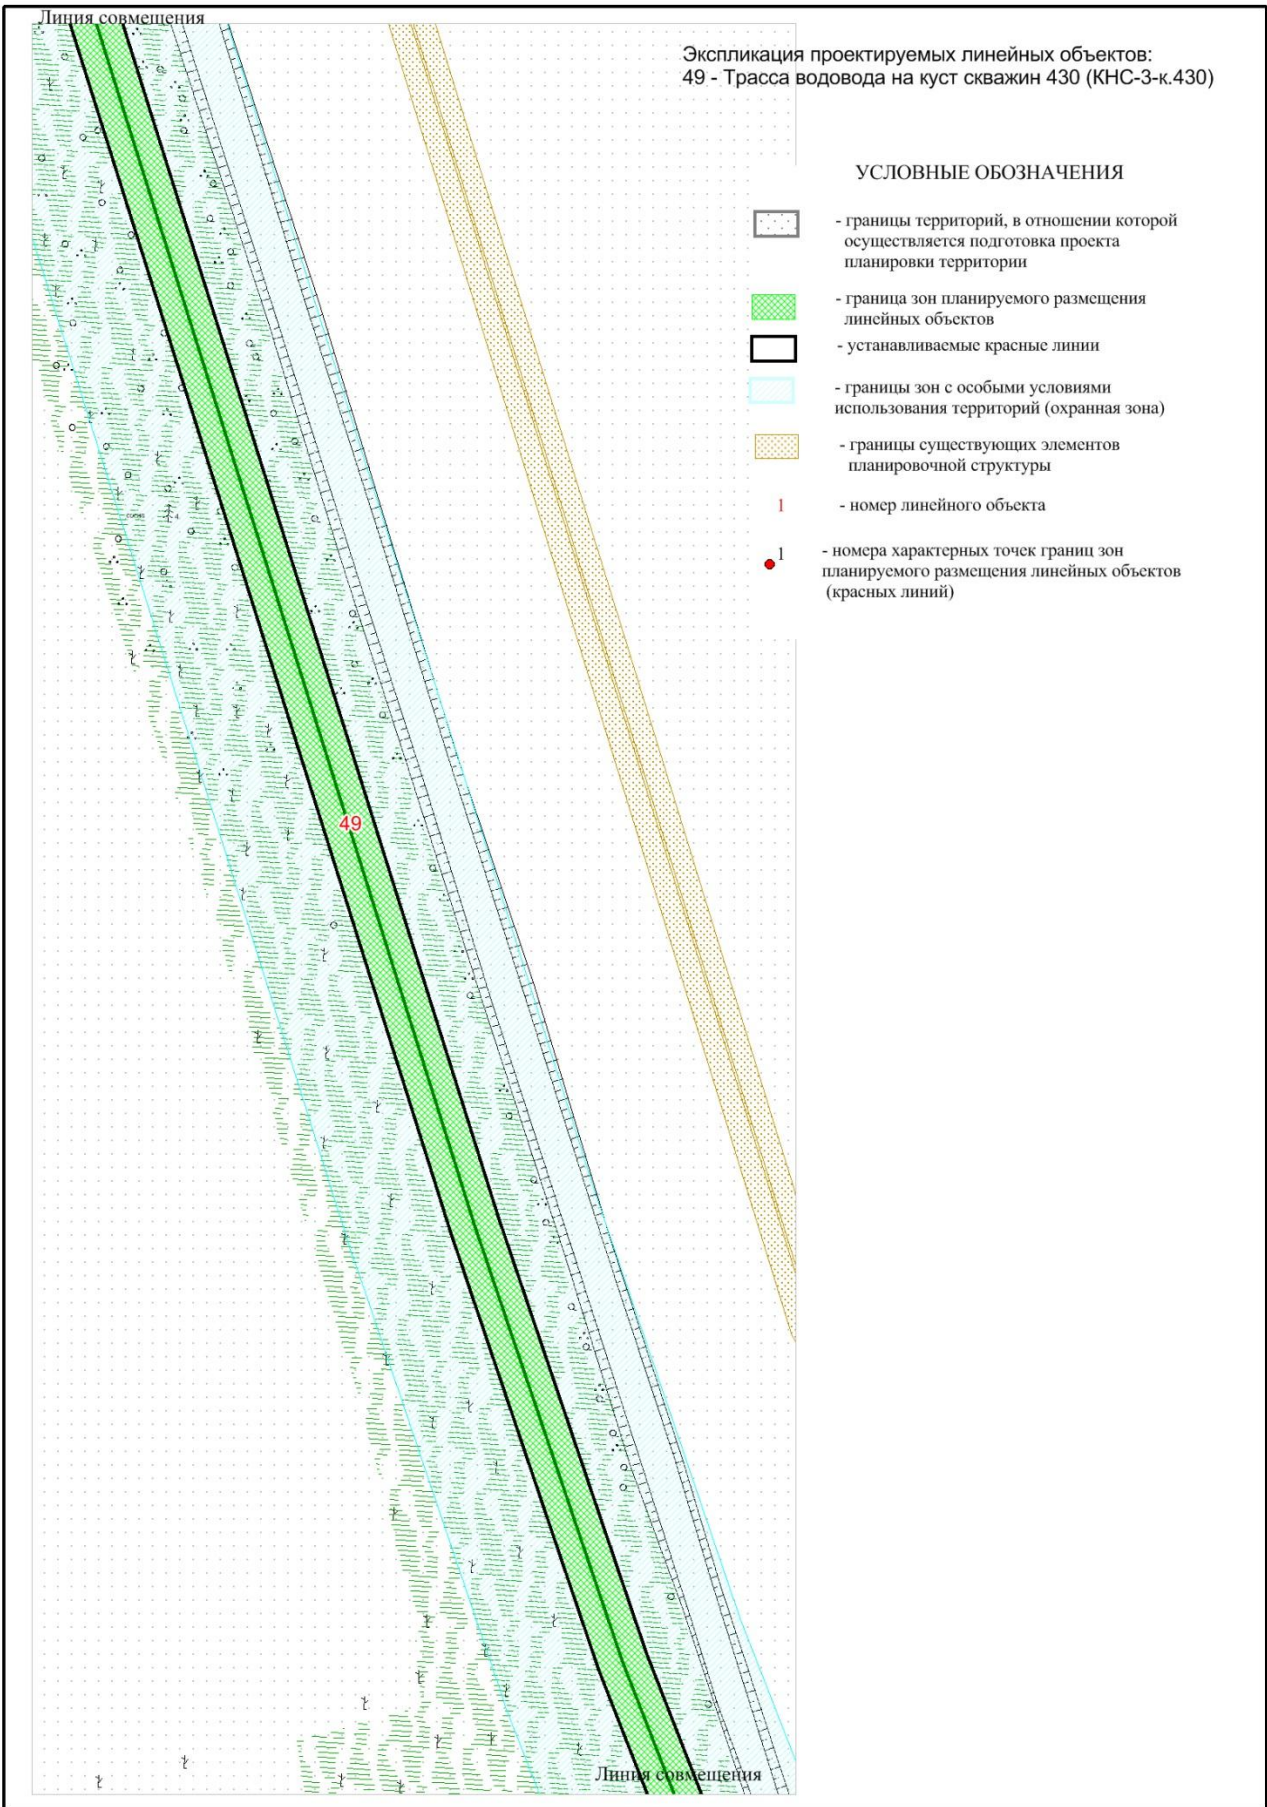 Линия совмещения
Экспликация проектируемых линейных объектов:
49 - Трасса водовода на куст скважин 430 (КНС-3-к.430)
УСЛОВНЫЕ ОБОЗНАЧЕНИЯ
- границы территорий, в отношении которой
осуществляется подготовка проекта
планировки территории
- граница зон планируемого размещения
линейных объектов
- устанавливаемые красные линии
- границы зон с особыми условиями
использования территорий (охранная зона)
- границы существующих элементов
планировочной структуры
1 - номер линейного объекта
1 - номера характерных точек границ зон
планируемого размещения линейных объектов
(красных линий)
49
Линия совмещения